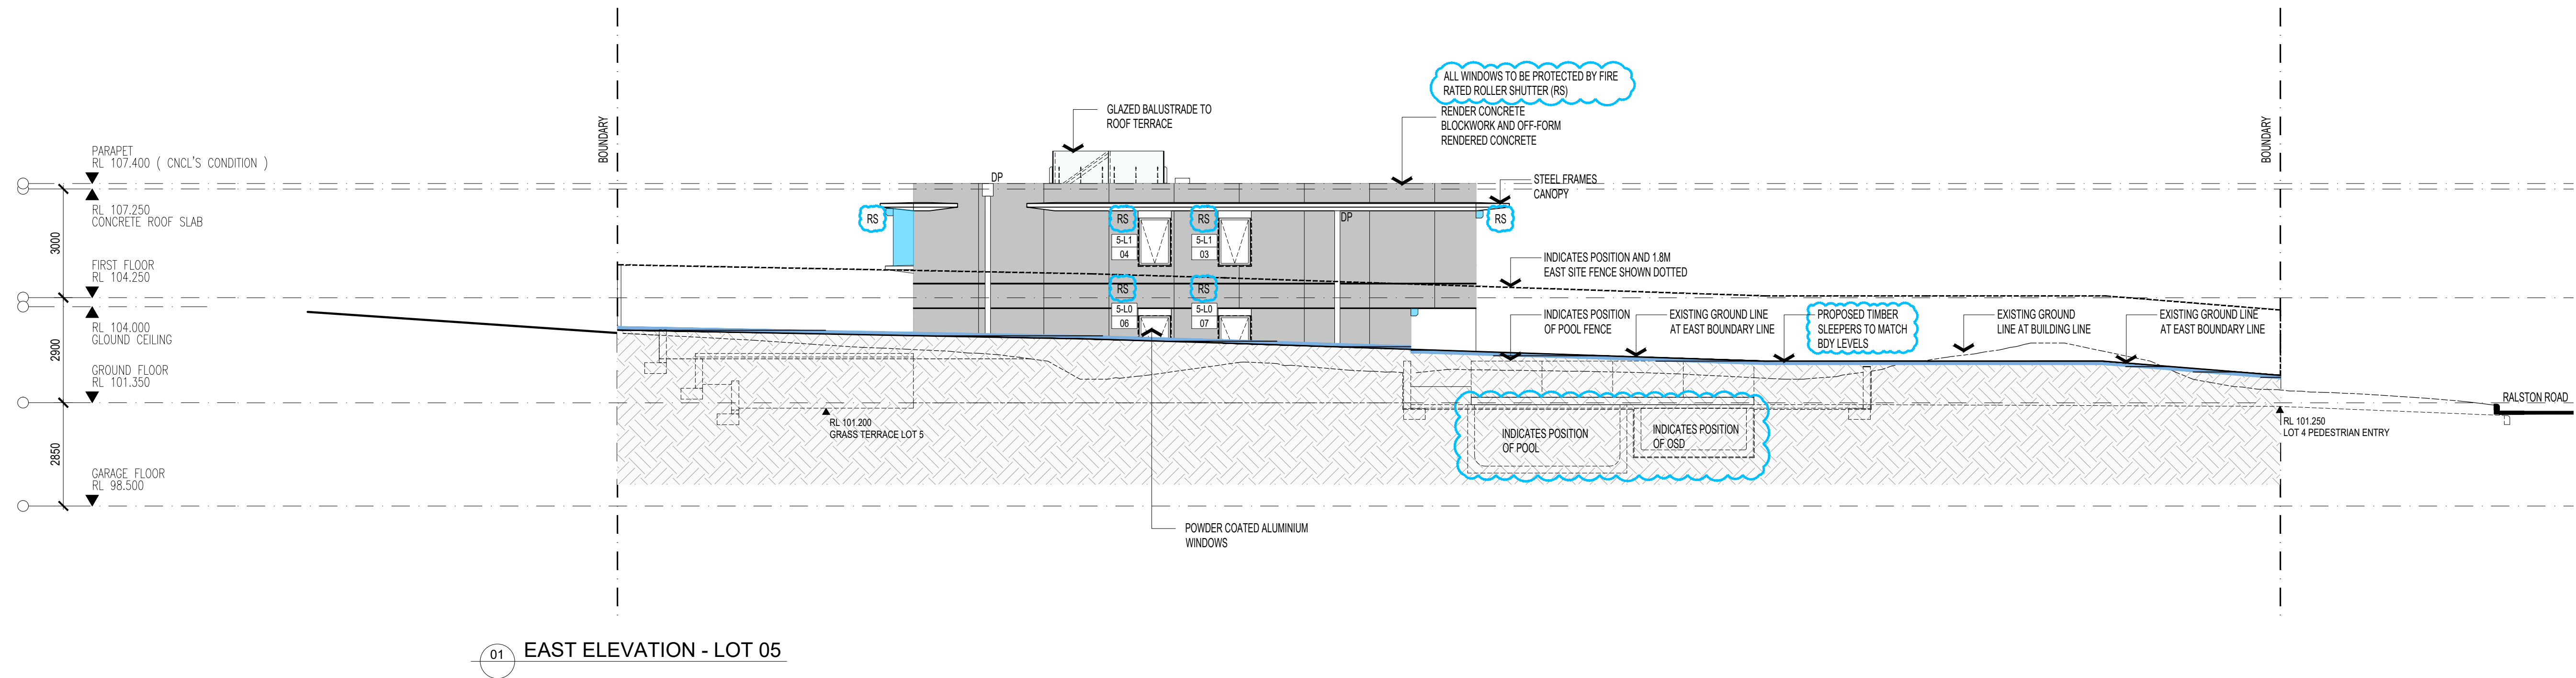 ALL WINDOWS TO BE PROTECTED BY FIRE
RATED ROLLER SHUTTER (RS)
GLAZED BALUSTRADE TO
ROOF TERRACE
RENDER CONCRETE
BLOCKWORK AND OFF-FORM
RENDERED CONCRETE
BOUNDARY
BOUNDARY
PARAPET
RL 107.400 ( CNCL'S CONDITION )
DP
STEEL FRAMES
CANOPY
RL 107.250
CONCRETE ROOF SLAB
RS
RS
RS
RS
DP
3000
5-L1
04
5-L1
03
FIRST FLOOR
RL 104.250
INDICATES POSITION AND 1.8M
EAST SITE FENCE SHOWN DOTTED
RS
RS
5-L0
06
5-L0
07
RL 104.000
GLOUND CEILING
INDICATES POSITION
OF POOL FENCE
EXISTING GROUND LINE
AT EAST BOUNDARY LINE
PROPOSED TIMBER
SLEEPERS TO MATCH
BDY LEVELS
EXISTING GROUND
LINE AT BUILDING LINE
EXISTING GROUND LINE
AT EAST BOUNDARY LINE
2900
GROUND FLOOR
RL 101.350
RALSTON ROAD
RL 101.200
GRASS TERRACE LOT 5
RL 101.250
LOT 4 PEDESTRIAN ENTRY
INDICATES POSITION
OF POOL
INDICATES POSITION
OF OSD
2850
GARAGE FLOOR
RL 98.500
POWDER COATED ALUMINIUM
WINDOWS
01
EAST ELEVATION - LOT 05